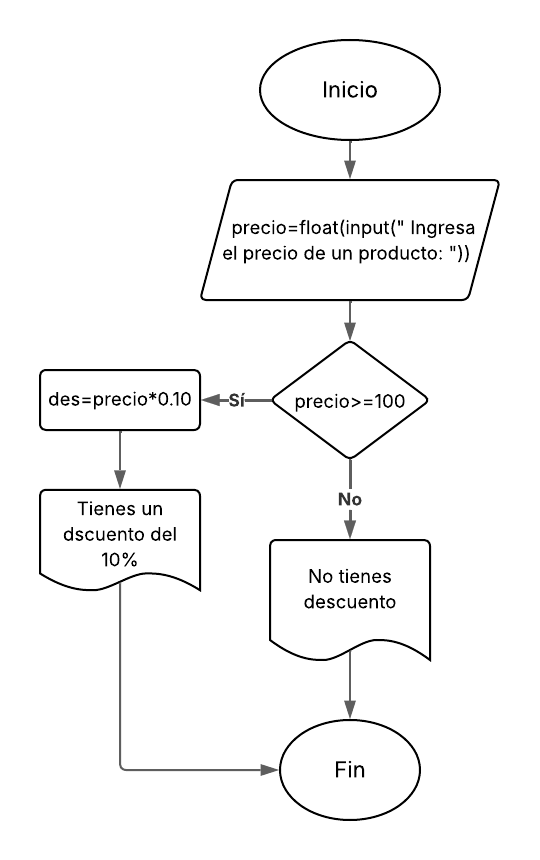 Inicio
precio=float(input(" Ingresa
el precio de un producto: "))
precio>=100
Sí
des=precio*0.10
Tienes un
dscuento del
10%
No
No tienes
descuento
Fin